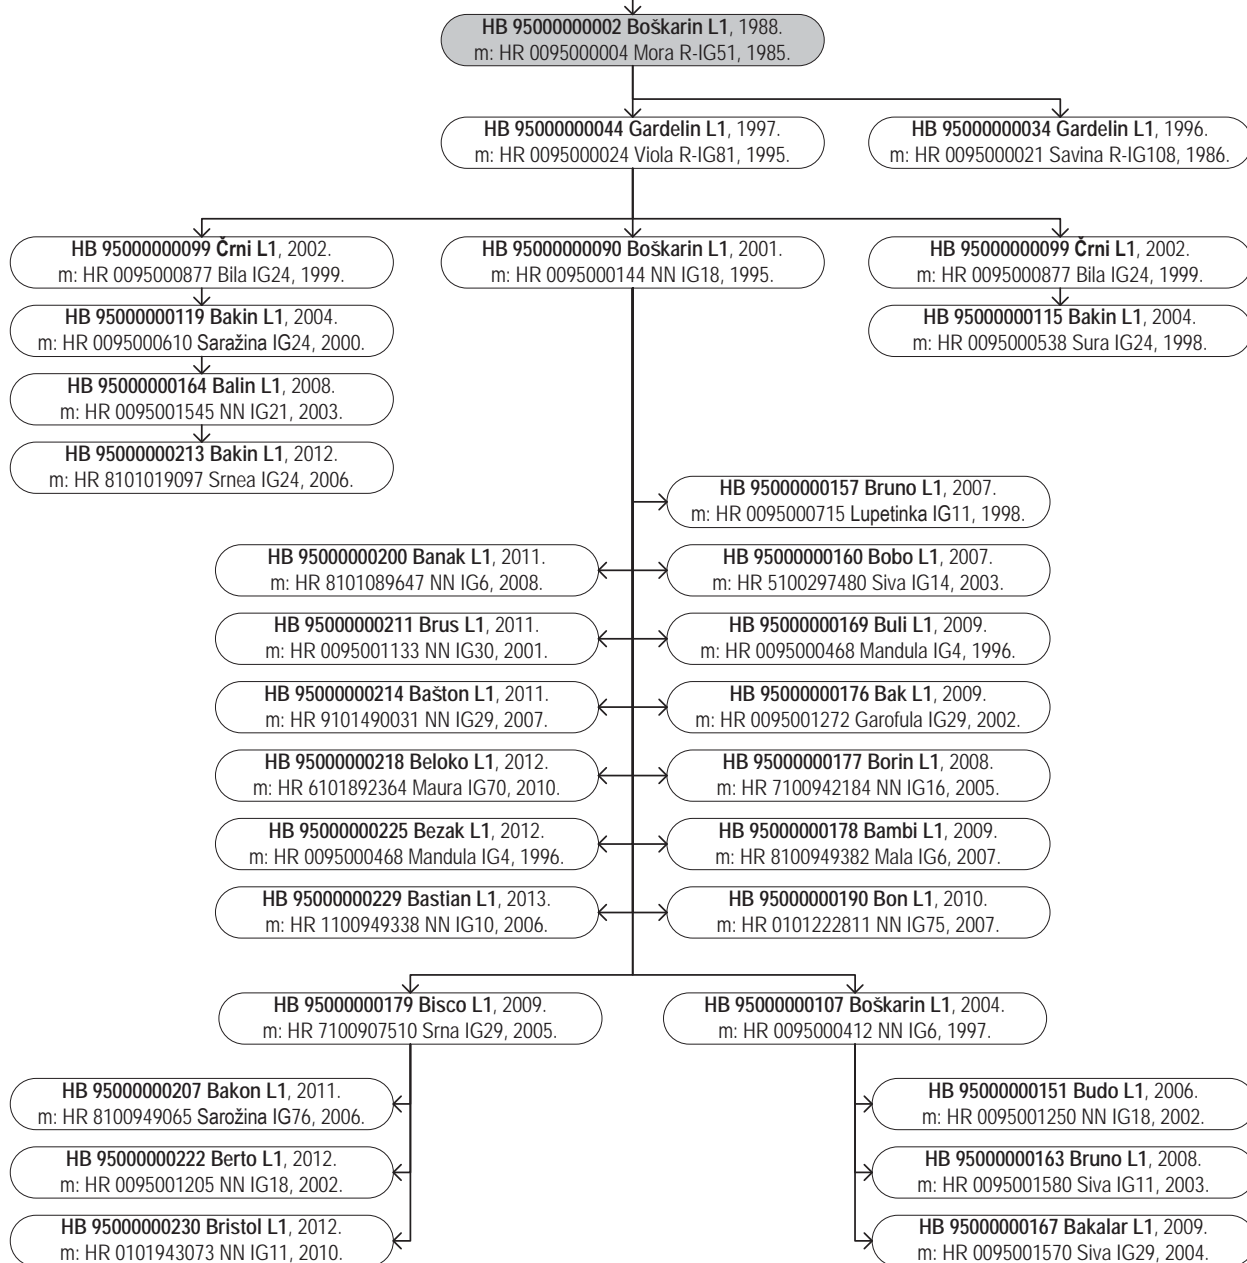 HB 95000000002 Boškarin L1, 1988.
m: HR 0095000004 Mora R-IG51, 1985.
HB 95000000044 Gardelin L1, 1997.
m: HR 0095000024 Viola R-IG81, 1995.
HB 95000000034 Gardelin L1, 1996.
m: HR 0095000021 Savina R-IG108, 1986.
HB 95000000099 Črni L1, 2002.
m: HR 0095000877 Bila IG24, 1999.
HB 95000000090 Boškarin L1, 2001.
m: HR 0095000144 NN IG18, 1995.
HB 95000000099 Črni L1, 2002.
m: HR 0095000877 Bila IG24, 1999.
HB 95000000119 Bakin L1, 2004.
m: HR 0095000610 Saražina IG24, 2000.
HB 95000000115 Bakin L1, 2004.
m: HR 0095000538 Sura IG24, 1998.
HB 95000000164 Balin L1, 2008.
m: HR 0095001545 NN IG21, 2003.
HB 95000000213 Bakin L1, 2012.
m: HR 8101019097 Srnea IG24, 2006.
HB 95000000157 Bruno L1, 2007.
m: HR 0095000715 Lupetinka IG11, 1998.
HB 95000000200 Banak L1, 2011.
m: HR 8101089647 NN IG6, 2008.
HB 95000000160 Bobo L1, 2007.
m: HR 5100297480 Siva IG14, 2003.
HB 95000000211 Brus L1, 2011.
m: HR 0095001133 NN IG30, 2001.
HB 95000000169 Buli L1, 2009.
m: HR 0095000468 Mandula IG4, 1996.
HB 95000000214 Bašton L1, 2011.
m: HR 9101490031 NN IG29, 2007.
HB 95000000176 Bak L1, 2009.
m: HR 0095001272 Garofula IG29, 2002.
HB 95000000218 Beloko L1, 2012.
m: HR 6101892364 Maura IG70, 2010.
HB 95000000177 Borin L1, 2008.
m: HR 7100942184 NN IG16, 2005.
HB 95000000225 Bezak L1, 2012.
m: HR 0095000468 Mandula IG4, 1996.
HB 95000000178 Bambi L1, 2009.
m: HR 8100949382 Mala IG6, 2007.
HB 95000000229 Bastian L1, 2013.
m: HR 1100949338 NN IG10, 2006.
HB 95000000190 Bon L1, 2010.
m: HR 0101222811 NN IG75, 2007.
HB 95000000179 Bisco L1, 2009.
m: HR 7100907510 Srna IG29, 2005.
HB 95000000107 Boškarin L1, 2004.
m: HR 0095000412 NN IG6, 1997.
HB 95000000207 Bakon L1, 2011.
m: HR 8100949065 Sarožina IG76, 2006.
HB 95000000151 Budo L1, 2006.
m: HR 0095001250 NN IG18, 2002.
HB 95000000222 Berto L1, 2012.
m: HR 0095001205 NN IG18, 2002.
HB 95000000163 Bruno L1, 2008.
m: HR 0095001580 Siva IG11, 2003.
HB 95000000230 Bristol L1, 2012.
m: HR 0101943073 NN IG11, 2010.
HB 95000000167 Bakalar L1, 2009.
m: HR 0095001570 Siva IG29, 2004.